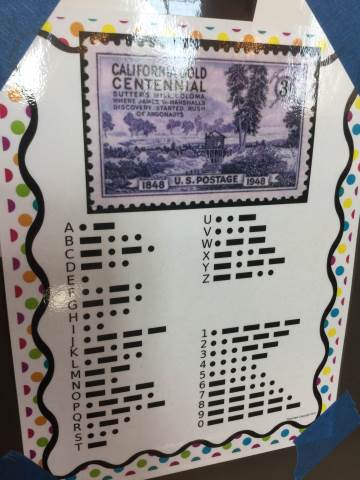 CALIFORNIA GOLD
CENTENNIAL
SUTTER'S MILL, COLOMA,
WHERE JAMES W. MARSHALL'S
DISCOVERY STARTED RUSH
OF ARGONAUTS
3¢
1848 U.S. POSTAGE 1948
A
B
C
D
E
F
G
H
I
J
K
L
M
N
O
P
Q
R
S
T
U
V
W
X
Y
Z
1
2
3
4
5
6
7
8
9
0